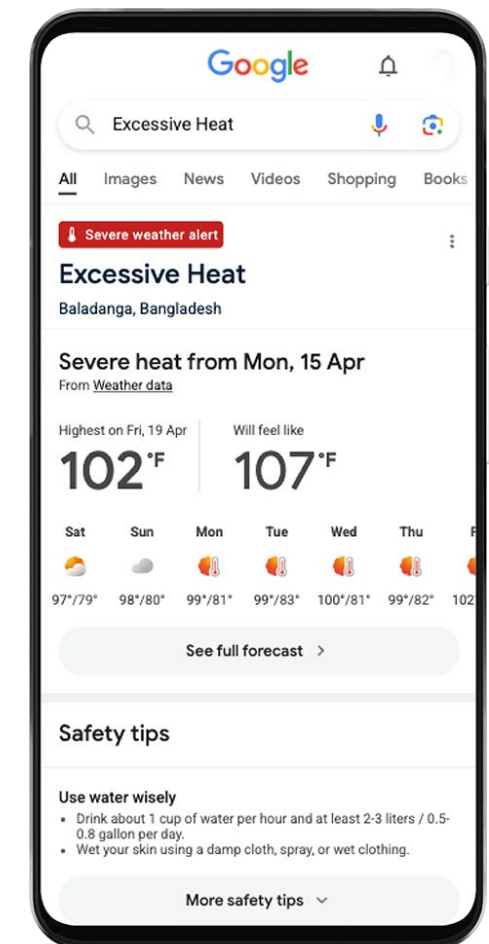 Google
Excessive Heat
All Images News Videos Shopping Books
Severe weather alert
Excessive Heat
Baladanga, Bangladesh
Severe heat from Mon, 15 Apr
From Weather data
Highest on Fri, 19 Apr Will feel like
102°F 107°F
Sat Sun Mon Tue Wed Thu F
97°/79° 98°/80° 99°/81° 99°/83° 100°/81° 99°/82° 102°
See full forecast
Safety tips
Use water wisely
• Drink about 1 cup of water per hour and at least 2-3 liters / 0.5-
0.8 gallon per day.
• Wet your skin using a damp cloth, spray, or wet clothing.
More safety tips